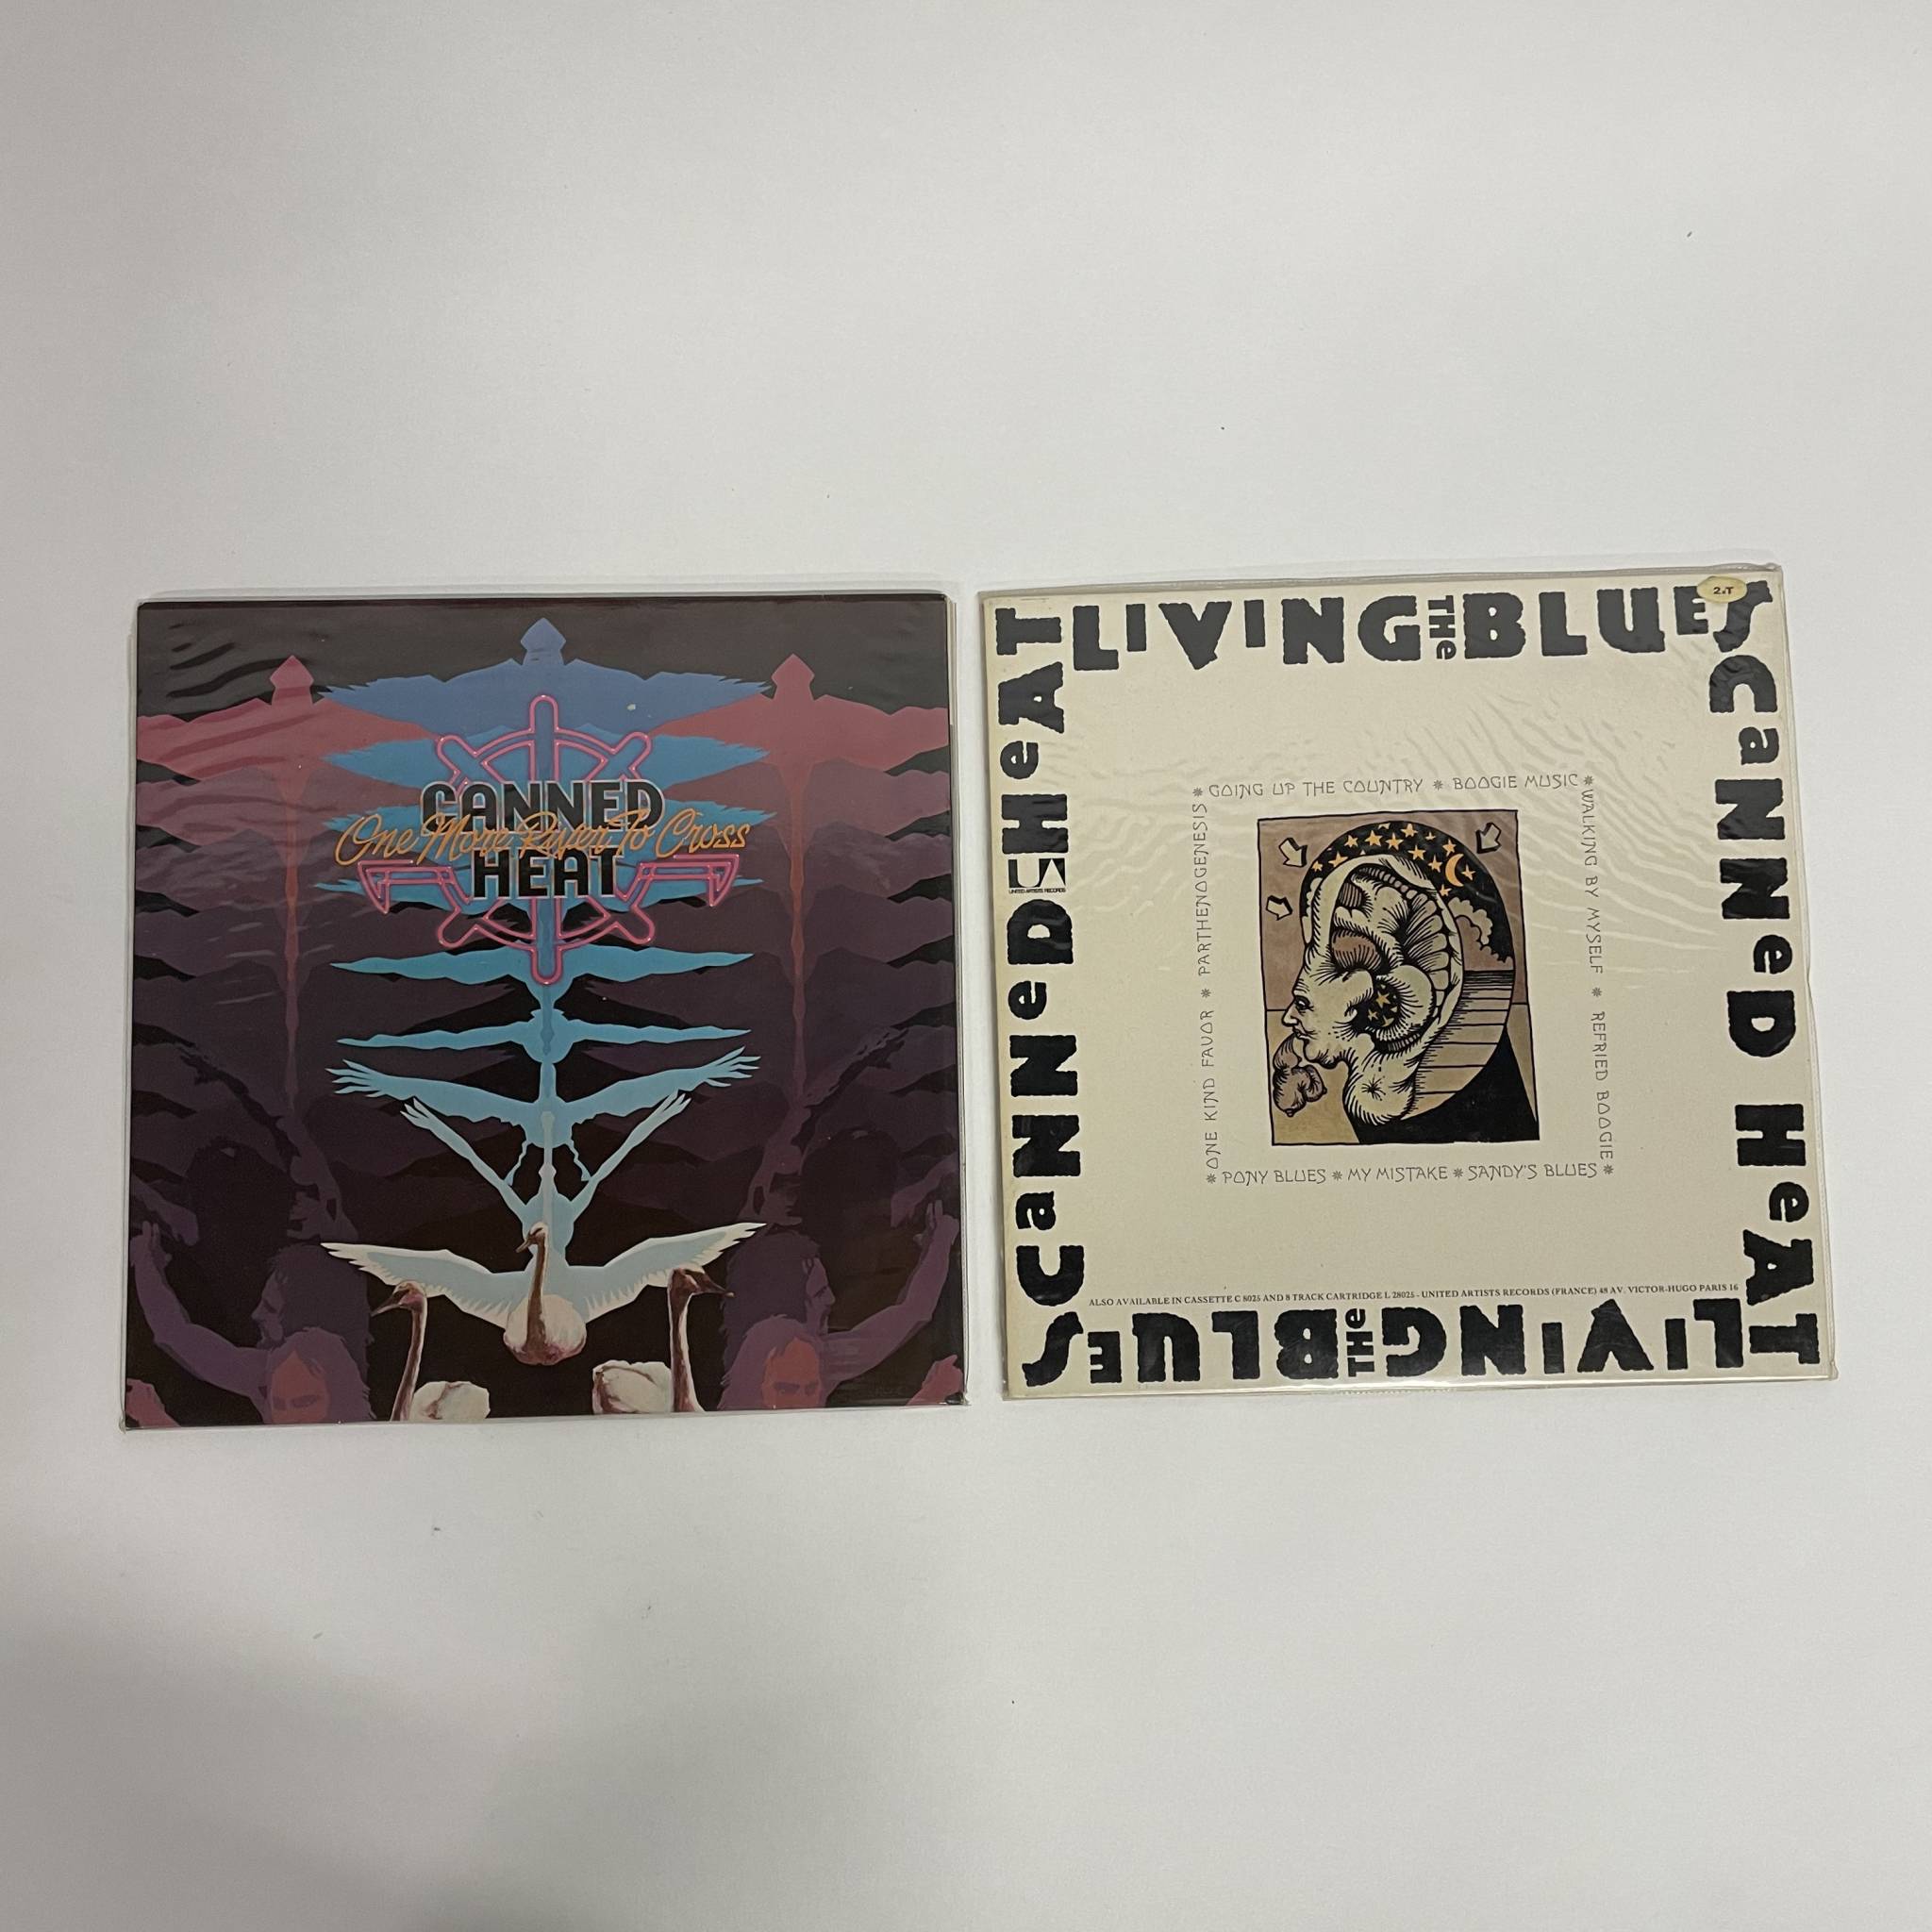 CANNED
One More River To Cross
HEAT
LIVING THE BLUES
2.T
CANNED HEAT
LIVING THE BLUES
CANNED HEAT
UA
UNITED ARTISTS RECORDS
* GOING UP THE COUNTRY * BOOGIE MUSIC *
WALKING BY MYSELF * REFRIED BOOGIE *
* PONY BLUES * MY MISTAKE * SANDY'S BLUES *
ONE KIND FAVOR * PARTHENOGENESIS
ALSO AVAILABLE IN CASSETTE C 8025 AND 8 TRACK CARTRIDGE L 28025 - UNITED ARTISTS RECORDS (FRANCE) 48 AV. VICTOR-HUGO PARIS 16